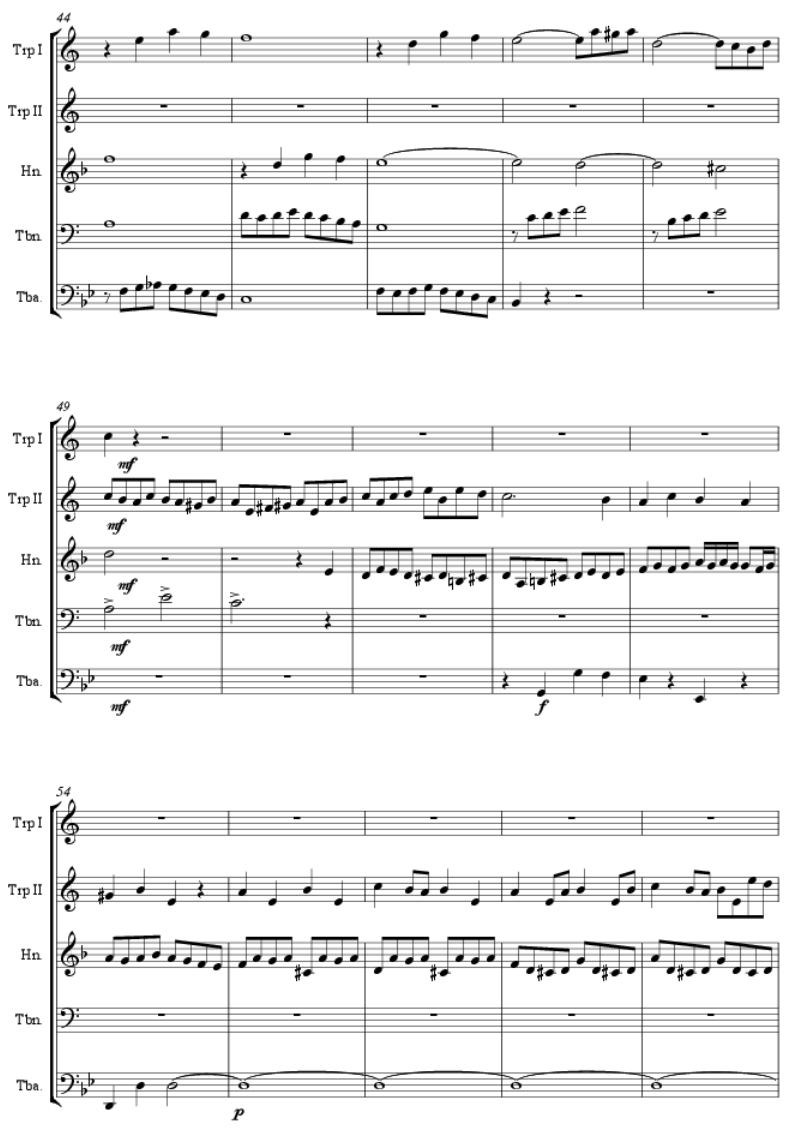 44
Trp I
Trp II
Hn.
Tbn.
Tba.
49
Trp I
mf
Trp II
mf
Hn.
mf
Tbn.
mf
Tba.
mf
f
54
Trp I
Trp II
Hn.
Tbn.
Tba.
p